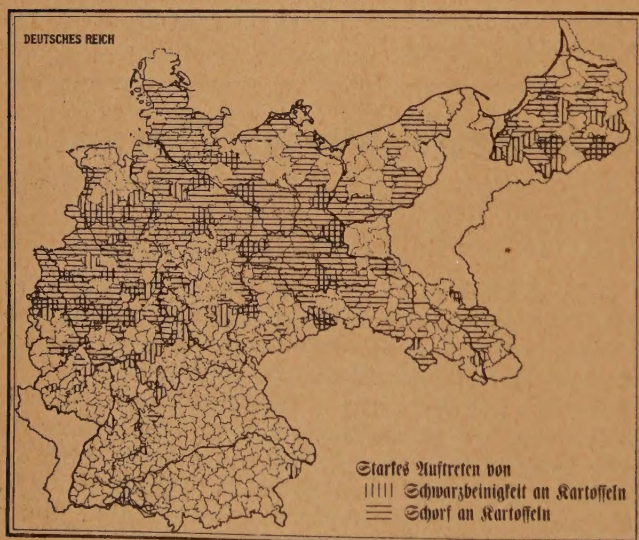 DEUTSCHES REICH
Starkes Auftreten von
Schwarzbeinigkeit an Kartoffeln
Schorf an Kartoffeln